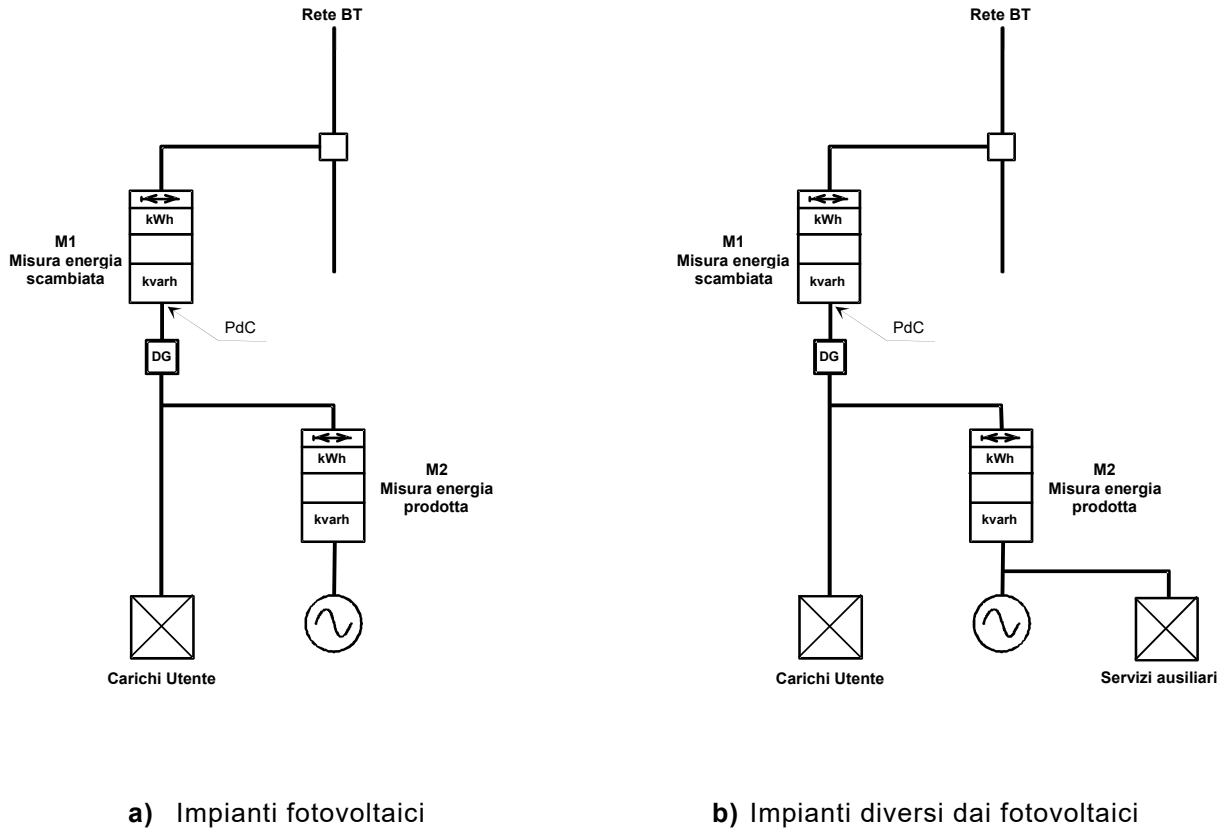 Rete BT
kWh
kvarh
M1
Misura energia
scambiata
PdC
DG
kWh
kvarh
M2
Misura energia
prodotta
Carichi Utente
a) Impianti fotovoltaici
Rete BT
kWh
kvarh
M1
Misura energia
scambiata
PdC
DG
kWh
kvarh
M2
Misura energia
prodotta
Carichi Utente
Servizi ausiliari
b) Impianti diversi dai fotovoltaici